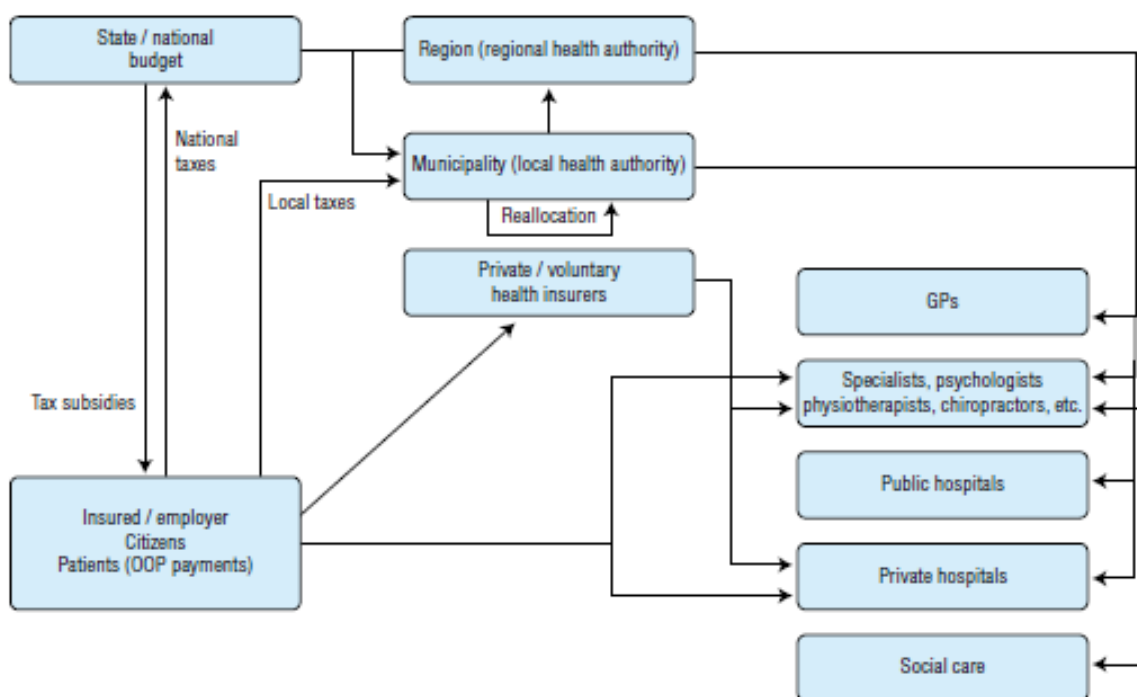 State / national
budget
Region (regional health authority)
National
taxes
Municipality (local health authority)
Local taxes
Reallocation
Private / voluntary
health insurers
GPs
Specialists, psychologists
physiotherapists, chiropractors, etc.
Tax subsidies
Public hospitals
Insured / employer
Citizens
Patients (OOP payments)
Private hospitals
Social care